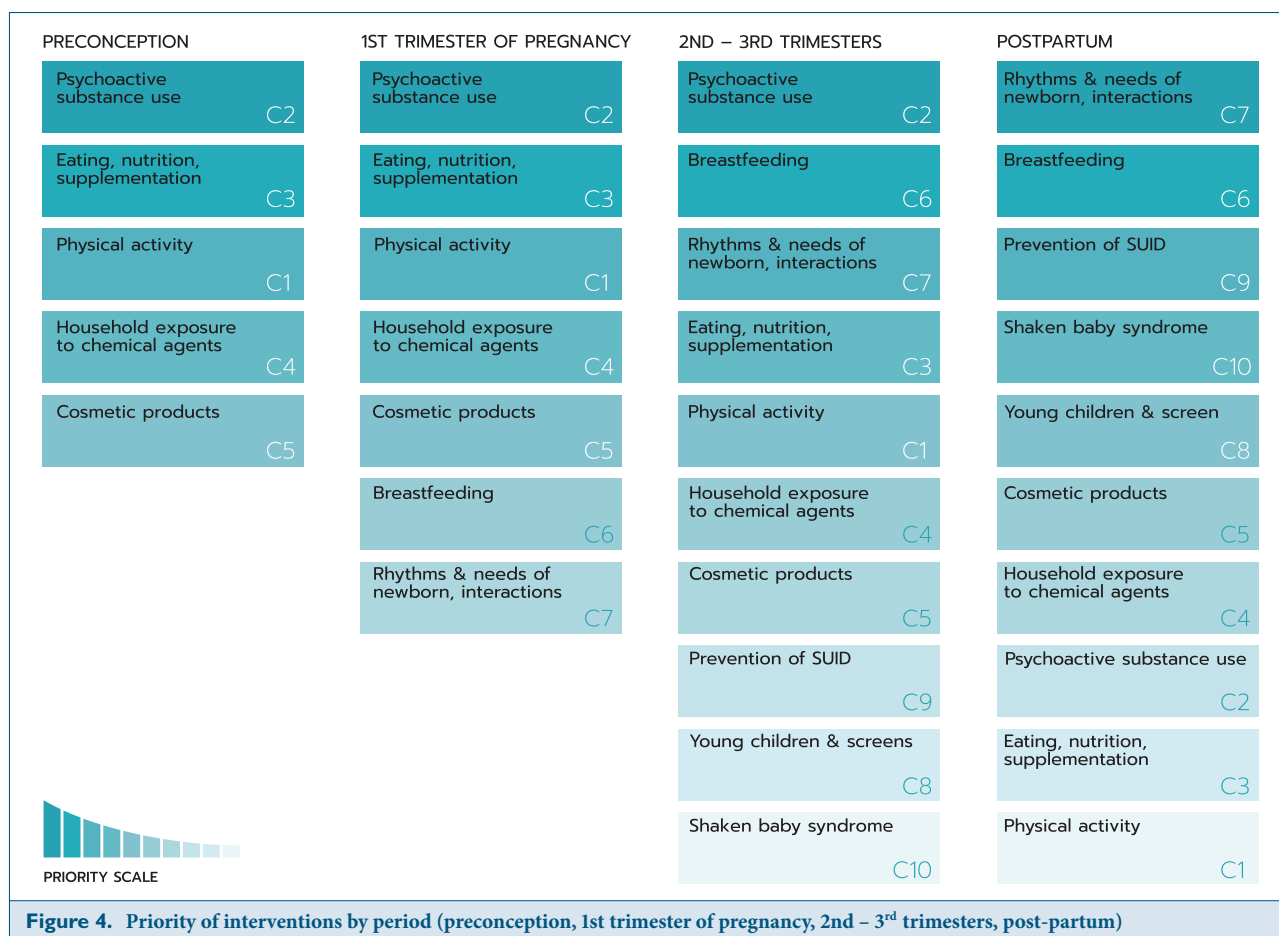 PRECONCEPTION
Psychoactive
substance use
C2
Eating, nutrition,
supplementation
C3
Physical activity
C1
Household exposure
to chemical agents
C4
Cosmetic products
C5
1ST TRIMESTER OF PREGNANCY
Psychoactive
substance use
C2
Eating, nutrition,
supplementation
C3
Physical activity
C1
Household exposure
to chemical agents
C4
Cosmetic products
C5
Breastfeeding
C6
Rhythms & needs of
newborn, interactions
C7
2ND – 3RD TRIMESTERS
Psychoactive
substance use
C2
Breastfeeding
C6
Rhythms & needs of
newborn, interactions
C7
Eating, nutrition,
supplementation
C3
Physical activity
C1
Household exposure
to chemical agents
C4
Cosmetic products
C5
Prevention of SUID
C9
Young children & screens
C8
Shaken baby syndrome
C10
POSTPARTUM
Rhythms & needs of
newborn, interactions
C7
Breastfeeding
C6
Prevention of SUID
C9
Shaken baby syndrome
C10
Young children & screen
C8
Cosmetic products
C5
Household exposure
to chemical agents
C4
Psychoactive substance use
C2
Eating, nutrition,
supplementation
C3
Physical activity
C1
PRIORITY SCALE
Figure 4. Priority of interventions by period (preconception, 1st trimester of pregnancy, 2nd – 3rd trimesters, post-partum)